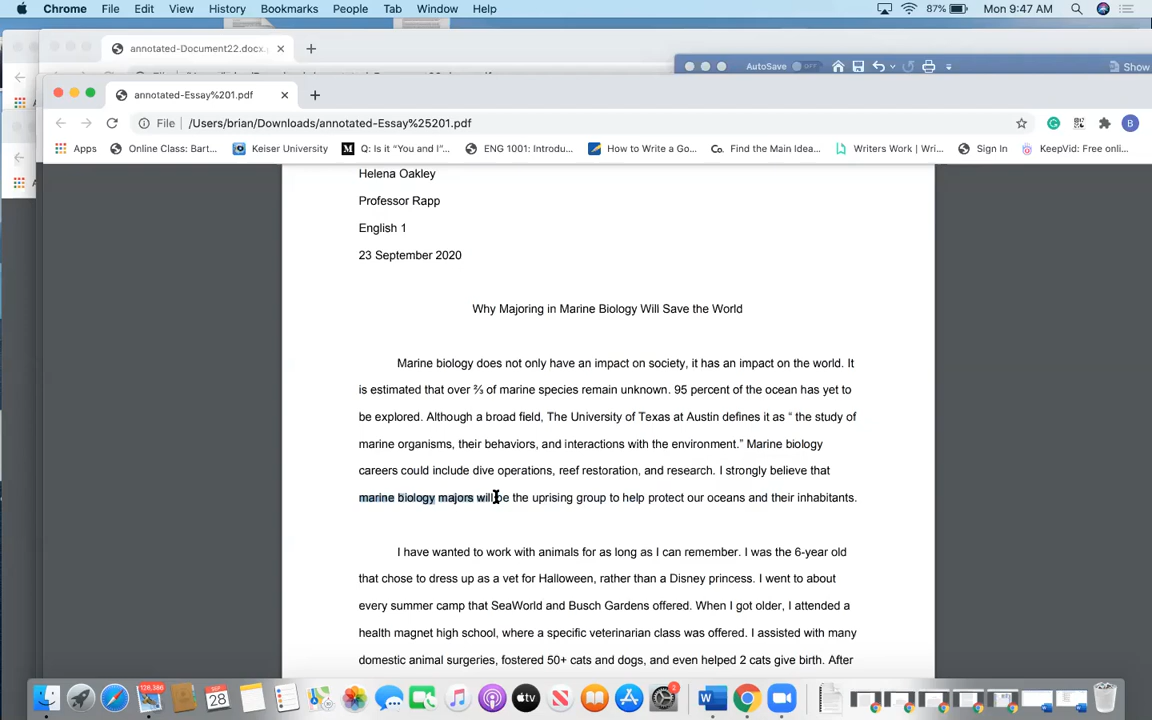 Chrome File Edit View History Bookmarks People Tab Window Help 87% Mon 9:47 AM
annotated-Document22.docx.
AutoSave OFF Show
annotated-Essay%201.pdf
File /Users/brian/Downloads/annotated-Essay%25201.pdf B
Apps Online Class: Bart... Keiser University Q: Is it “You and I”... ENG 1001: Introdu... How to Write a Go... Co. Find the Main Idea... Writers Work | Wri... Sign In KeepVid: Free onli...
Helena Oakley
Professor Rapp
English 1
23 September 2020
Why Majoring in Marine Biology Will Save the World
Marine biology does not only have an impact on society, it has an impact on the world. It
is estimated that over ⅔ of marine species remain unknown. 95 percent of the ocean has yet to
be explored. Although a broad field, The University of Texas at Austin defines it as “ the study of
marine organisms, their behaviors, and interactions with the environment.” Marine biology
careers could include dive operations, reef restoration, and research. I strongly believe that
marine biology majors will be the uprising group to help protect our oceans and their inhabitants.
I have wanted to work with animals for as long as I can remember. I was the 6-year old
that chose to dress up as a vet for Halloween, rather than a Disney princess. I went to about
every summer camp that SeaWorld and Busch Gardens offered. When I got older, I attended a
health magnet high school, where a specific veterinarian class was offered. I assisted with many
domestic animal surgeries, fostered 50+ cats and dogs, and even helped 2 cats give birth. After